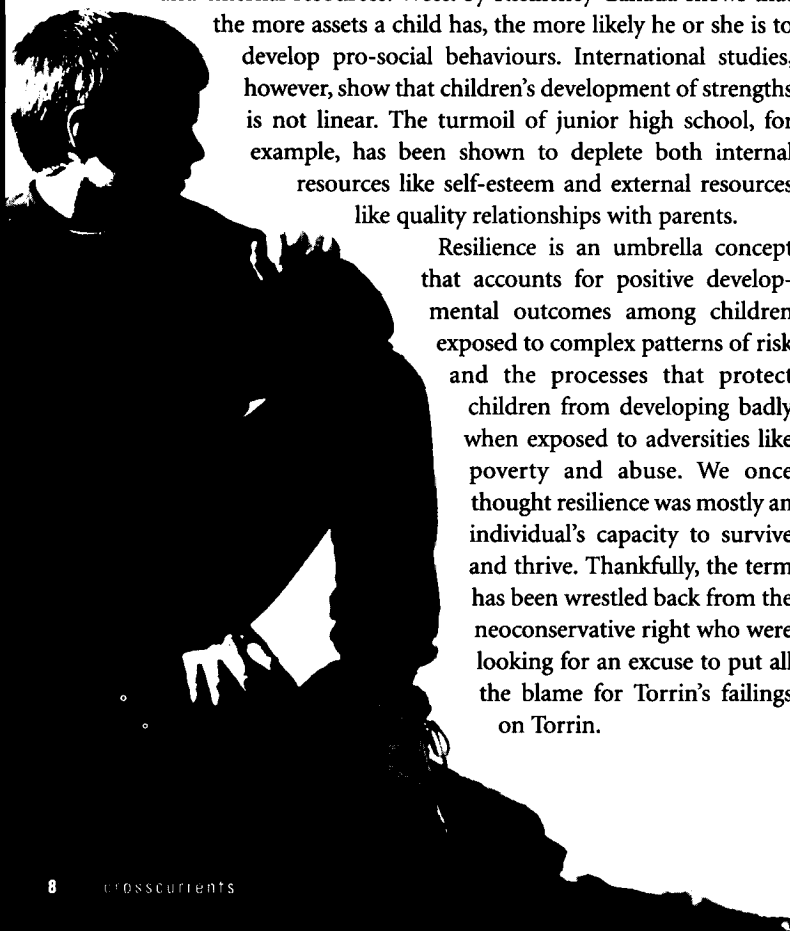 the more assets a child has, the more likely he or she is to
develop pro-social behaviours. International studies,
however, show that children's development of strengths
is not linear. The turmoil of junior high school, for
example, has been shown to deplete both internal
resources like self-esteem and external resources
like quality relationships with parents.
Resilience is an umbrella concept
that accounts for positive develop-
mental outcomes among children
exposed to complex patterns of risk
and the processes that protect
children from developing badly
when exposed to adversities like
poverty and abuse. We once
thought resilience was mostly an
individual's capacity to survive
and thrive. Thankfully, the term
has been wrestled back from the
neoconservative right who were
looking for an excuse to put all
the blame for Torrin's failings
on Torrin.
8 crosscurrents